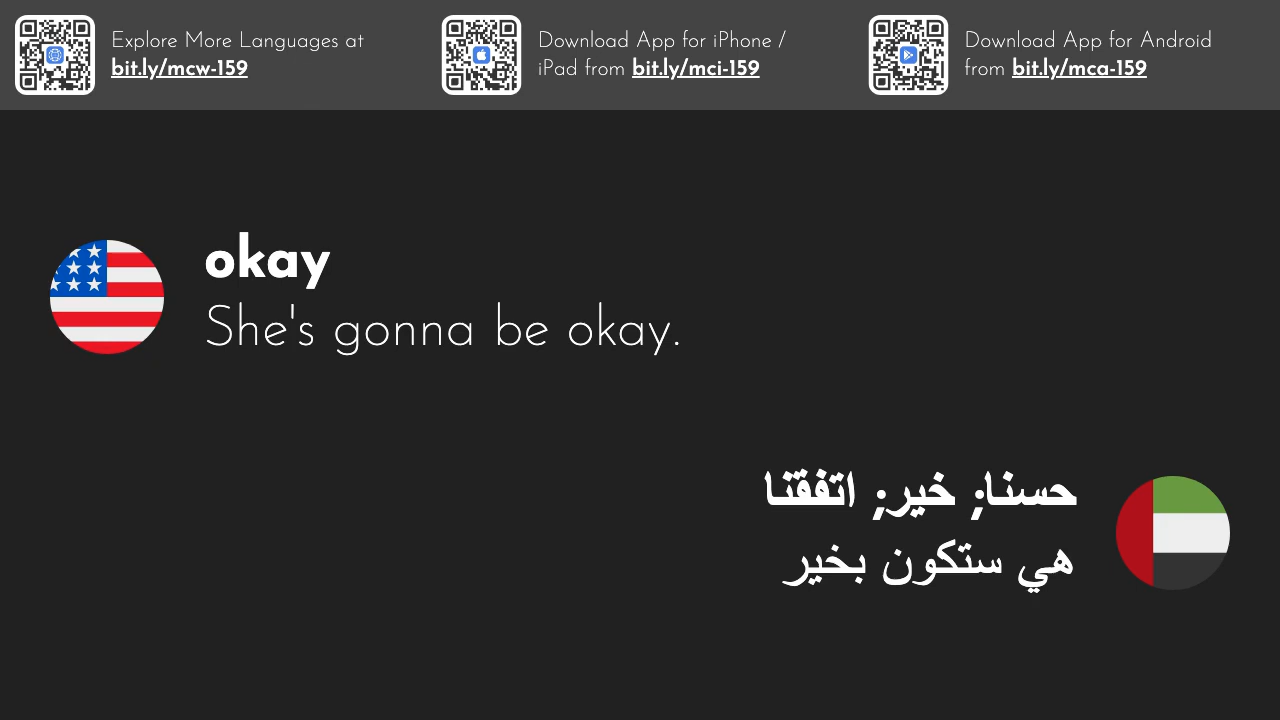 Explore More Languages at
bit.ly/mcw-159
Download App for iPhone /
iPad from bit.ly/mci-159
Download App for Android
from bit.ly/mca-159
okay
She's gonna be okay.
حسنا; خير; اتفقنا
هي ستكون بخير